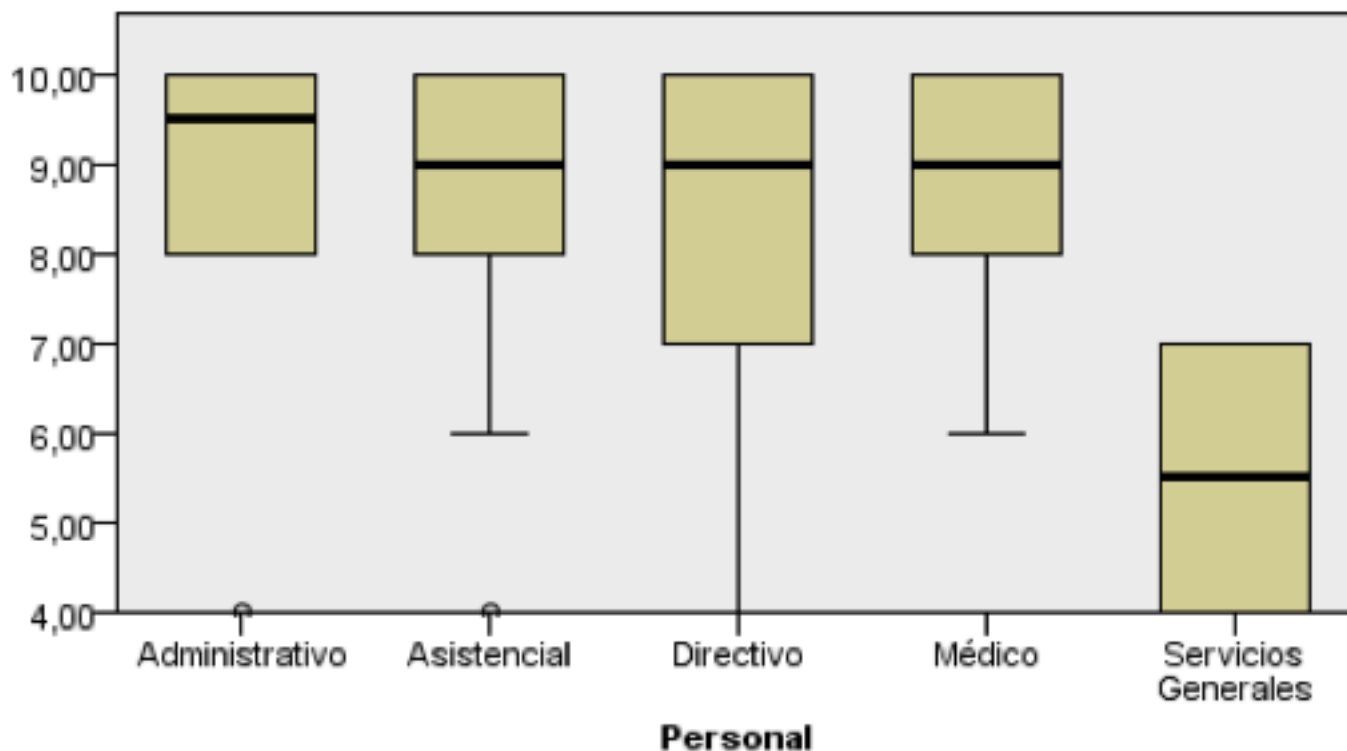 10,00
9,00
8,00
7,00
6,00
5,00
4,00
Administrativo
Asistencial
Directivo
Médico
Servicios
Generales
Personal